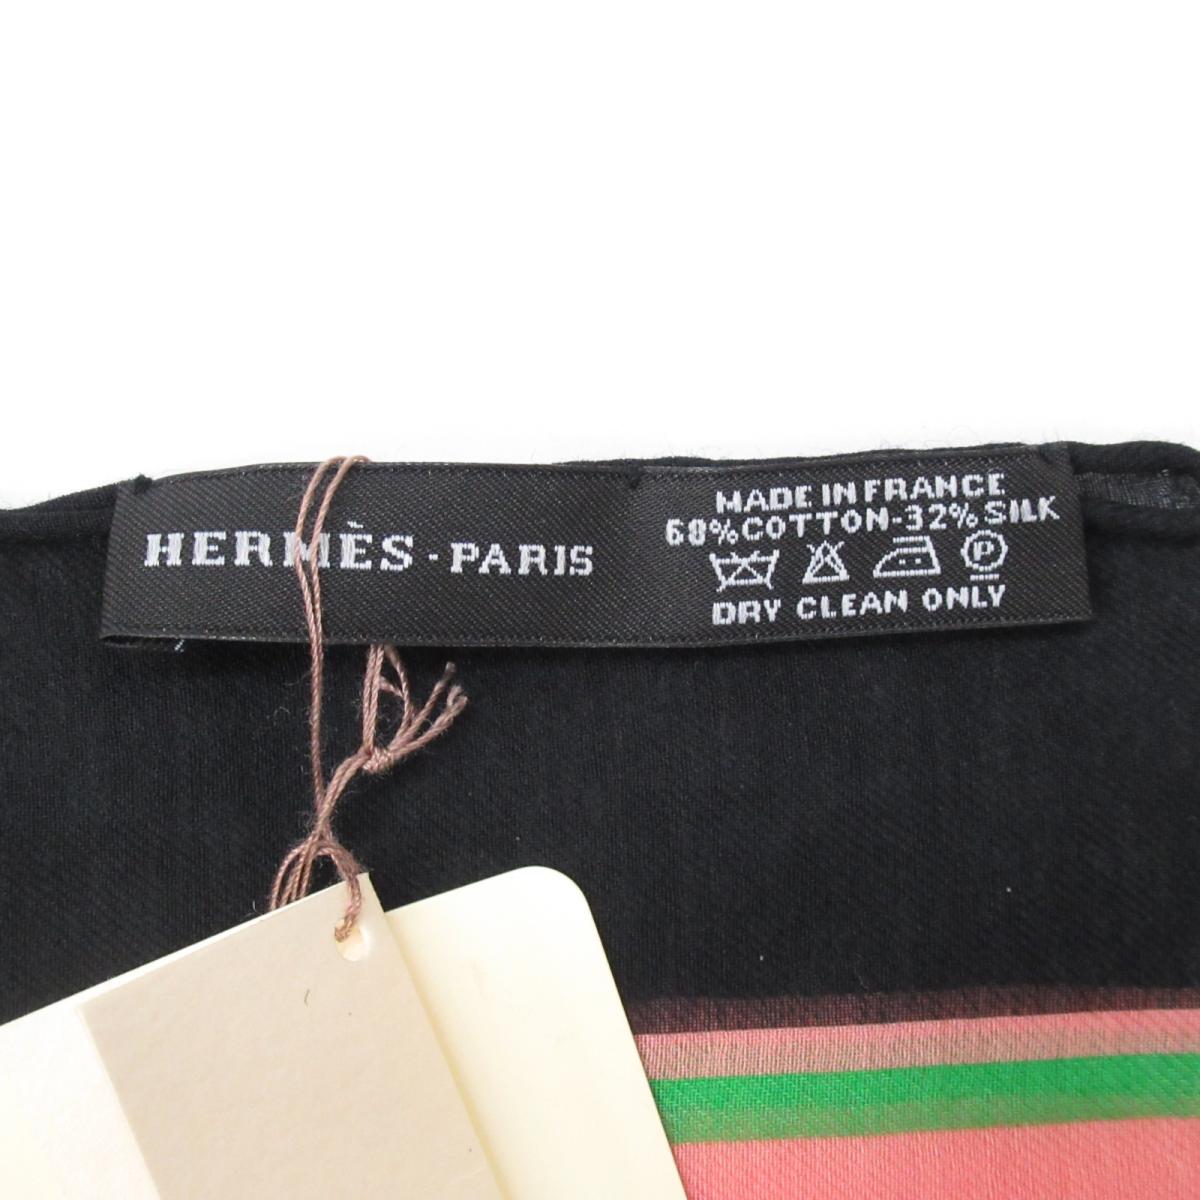 HERMÈS - PARIS
MADE IN FRANCE
68% COTTON-32% SILK
P
DRY CLEAN ONLY